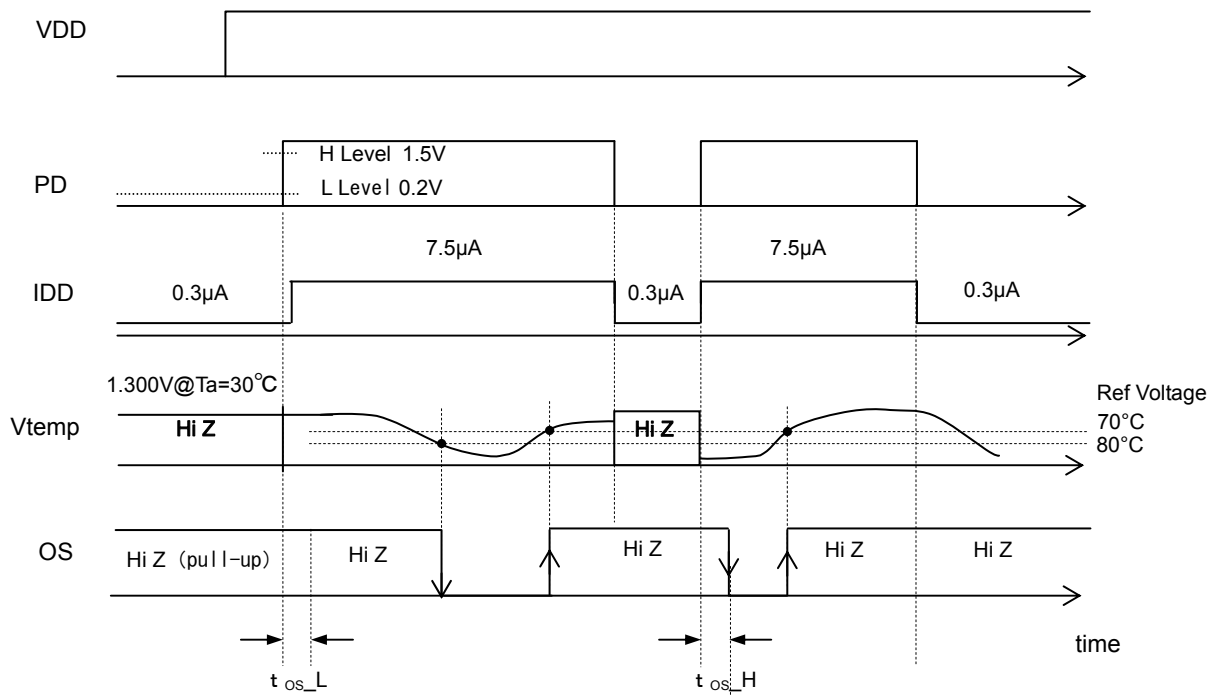 VDD
H Level 1.5V
PD
L Level 0.2V
7.5µA
7.5µA
IDD
0.3µA
0.3µA
0.3µA
1.300V@Ta=30°C
Ref Voltage
Vtemp
Hi Z
Hi Z
70°C
80°C
OS
Hi Z (pull-up)
Hi Z
Hi Z
Hi Z
Hi Z
time
t OS_L
t OS_H